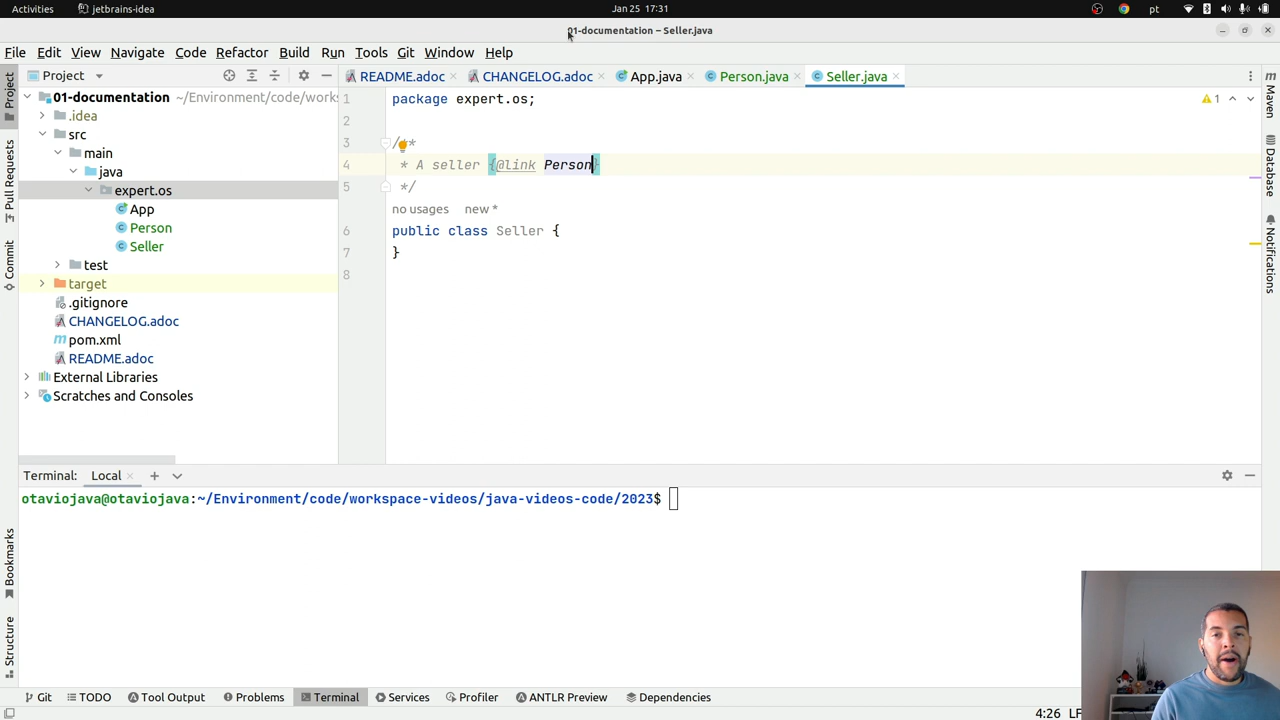 Activities
jetbrains-idea
Jan 25 17:31
pt
01-documentation – Seller.java
File Edit View Navigate Code Refactor Build Run Tools Git Window Help
Project
README.adoc
CHANGELOG.adoc
App.java
Person.java
Seller.java
01-documentation ~/Environment/code/works
.idea
src
main
java
expert.os
App
Person
Seller
test
target
.gitignore
CHANGELOG.adoc
pom.xml
README.adoc
External Libraries
Scratches and Consoles
1 package expert.os;
2
3 /**
4 * A seller {@link Person}
5 */
no usages new *
6 public class Seller {
7 }
8
1
Project
Pull Requests
Commit
Bookmarks
Structure
Maven
Database
Notifications
Terminal: Local
otaviojava@otaviojava:~/Environment/code/workspace-videos/java-videos-code/2023$
Git TODO Tool Output Problems Terminal Services Profiler ANTLR Preview Dependencies
4:26 LF